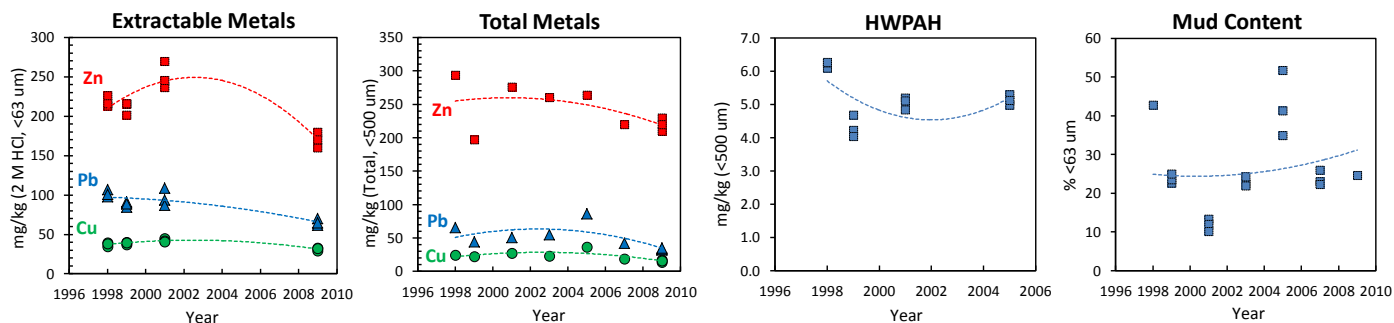 Extractable Metals
mg/kg (2 M HCl, <63 um)
300
250
200
150
100
50
0
Zn
Pb
Cu
1996 1998 2000 2002 2004 2006 2008 2010
Year
Total Metals
mg/kg (Total, <500 um)
400
350
300
250
200
150
100
50
0
Zn
Pb
Cu
1996 1998 2000 2002 2004 2006 2008 2010
Year
HWPAH
mg/kg (<500 um)
7.0
6.0
5.0
4.0
3.0
2.0
1.0
0.0
1996 1998 2000 2002 2004 2006
Year
Mud Content
% <63 um
60
50
40
30
20
10
0
1996 1998 2000 2002 2004 2006 2008 2010
Year